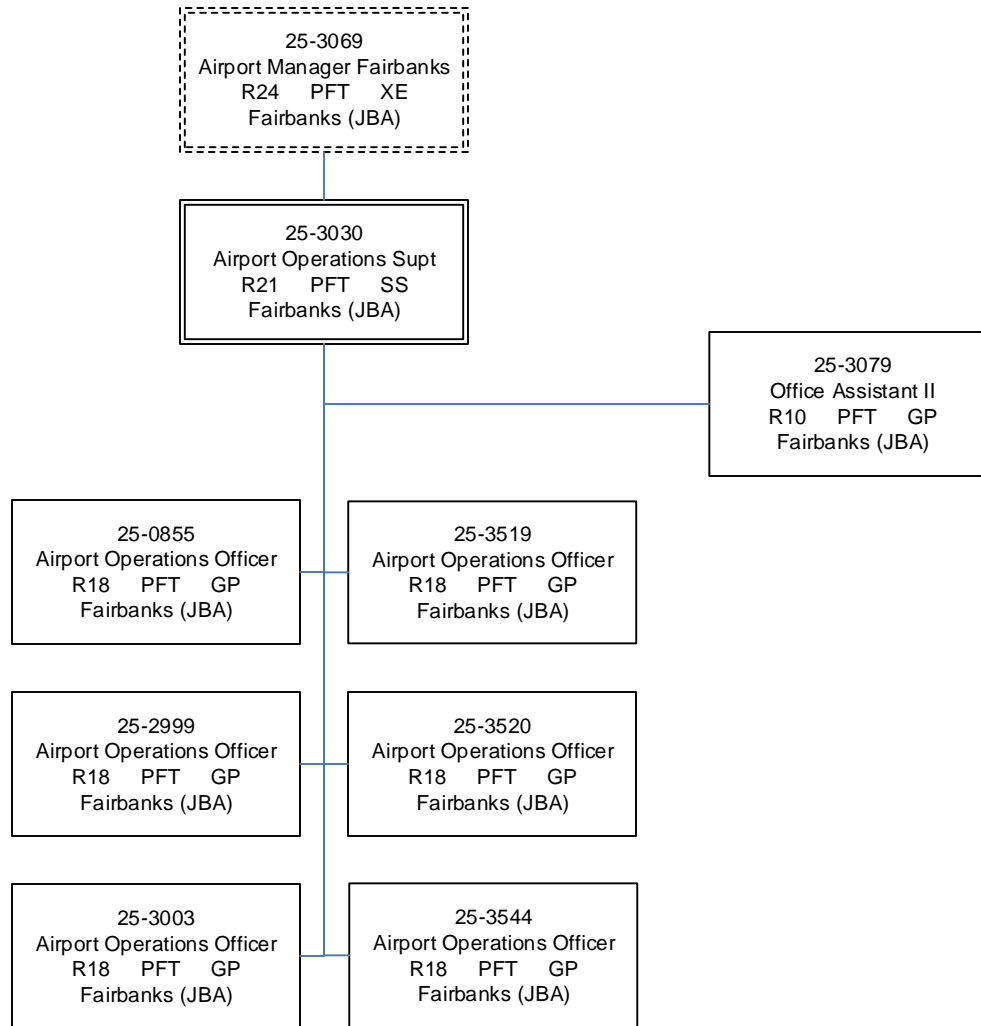 25-3069
Airport Manager Fairbanks
R24 PFT XE
Fairbanks (JBA)
25-3030
Airport Operations Supt
R21 PFT SS
Fairbanks (JBA)
25-3079
Office Assistant II
R10 PFT GP
Fairbanks (JBA)
25-0855
Airport Operations Officer
R18 PFT GP
Fairbanks (JBA)
25-3519
Airport Operations Officer
R18 PFT GP
Fairbanks (JBA)
25-2999
Airport Operations Officer
R18 PFT GP
Fairbanks (JBA)
25-3520
Airport Operations Officer
R18 PFT GP
Fairbanks (JBA)
25-3003
Airport Operations Officer
R18 PFT GP
Fairbanks (JBA)
25-3544
Airport Operations Officer
R18 PFT GP
Fairbanks (JBA)